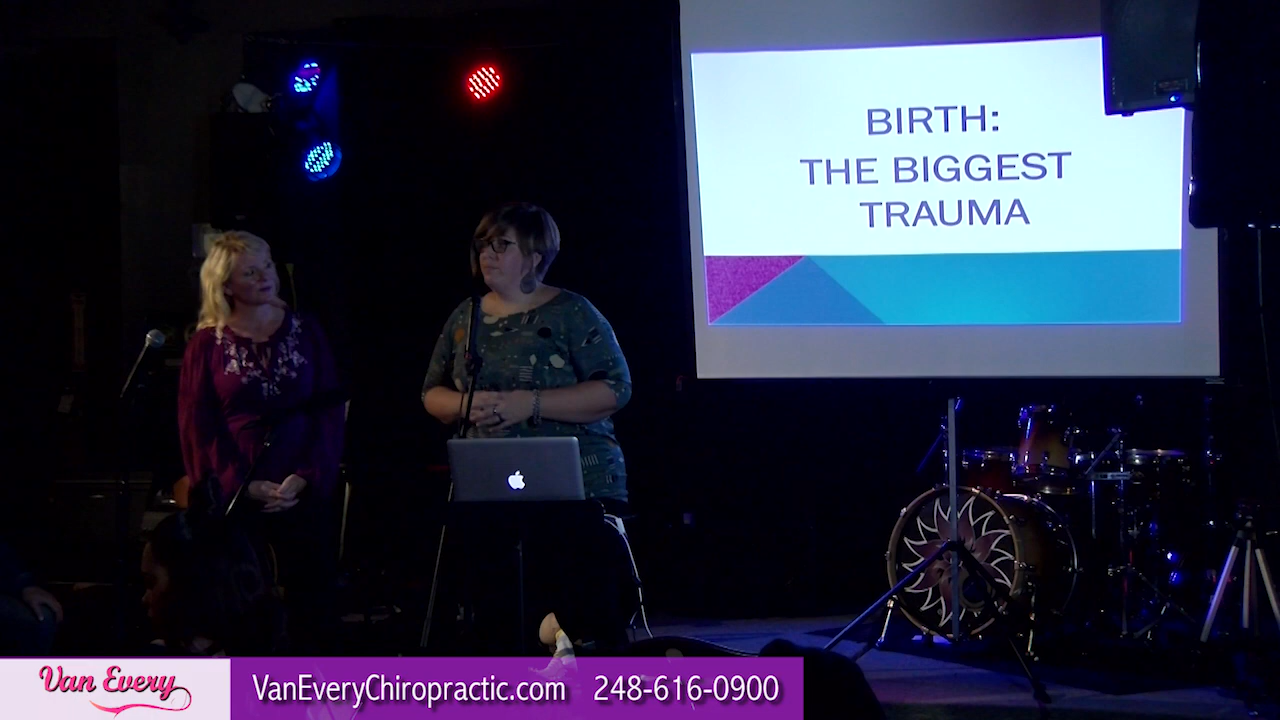 BIRTH:
THE BIGGEST
TRAUMA
Van Every
VanEveryChiropractic.com 248-616-0900